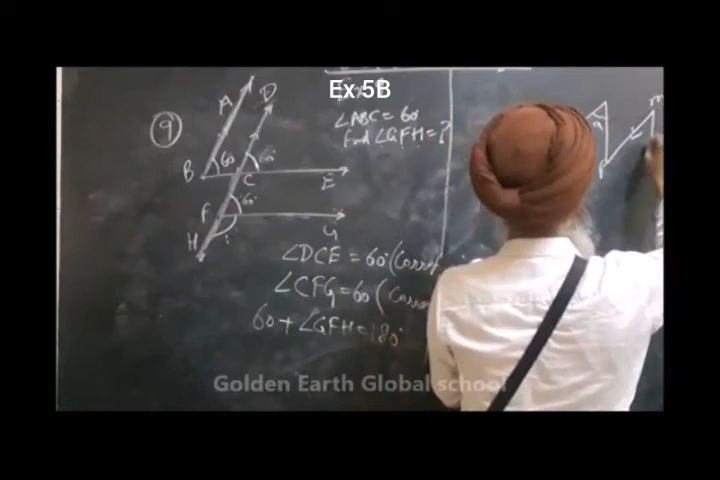 Ex 5B
9
A
D
∠ABC = 60°
Find ∠GFH = ?
B
60
60
C
E
F
60
G
H
?
∠DCE = 60°
∠CFG = 60
60 + ∠GFH = 180°
m
Golden Earth Global school